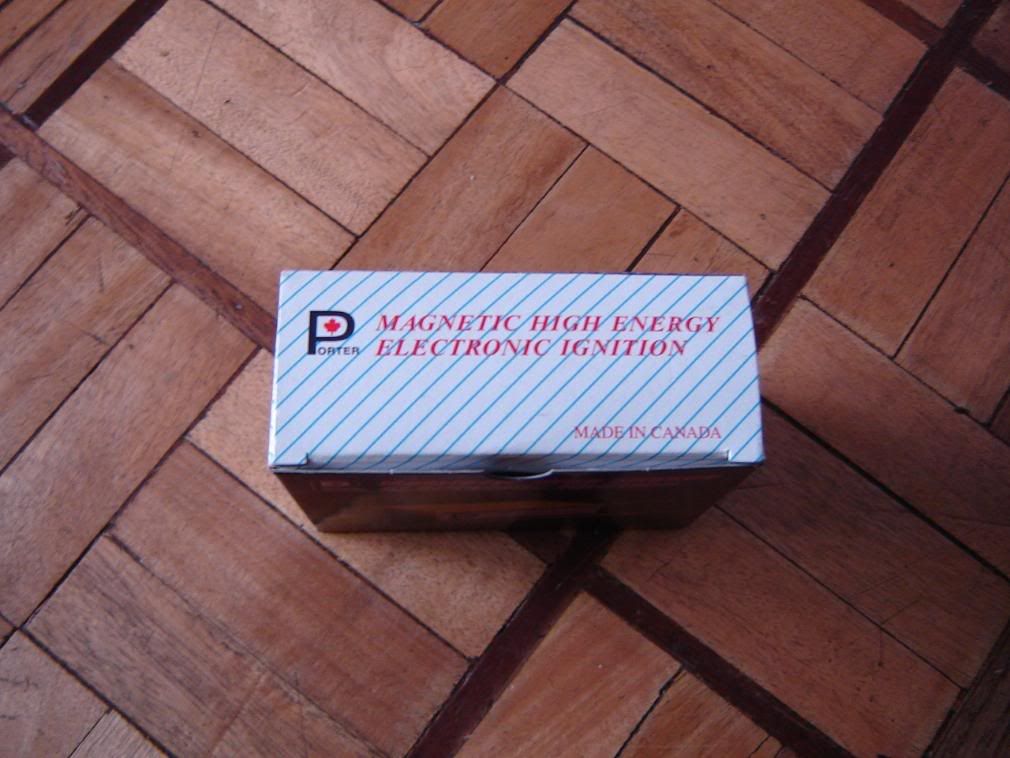 PORTER
MAGNETIC HIGH ENERGY
ELECTRONIC IGNITION
MADE IN CANADA